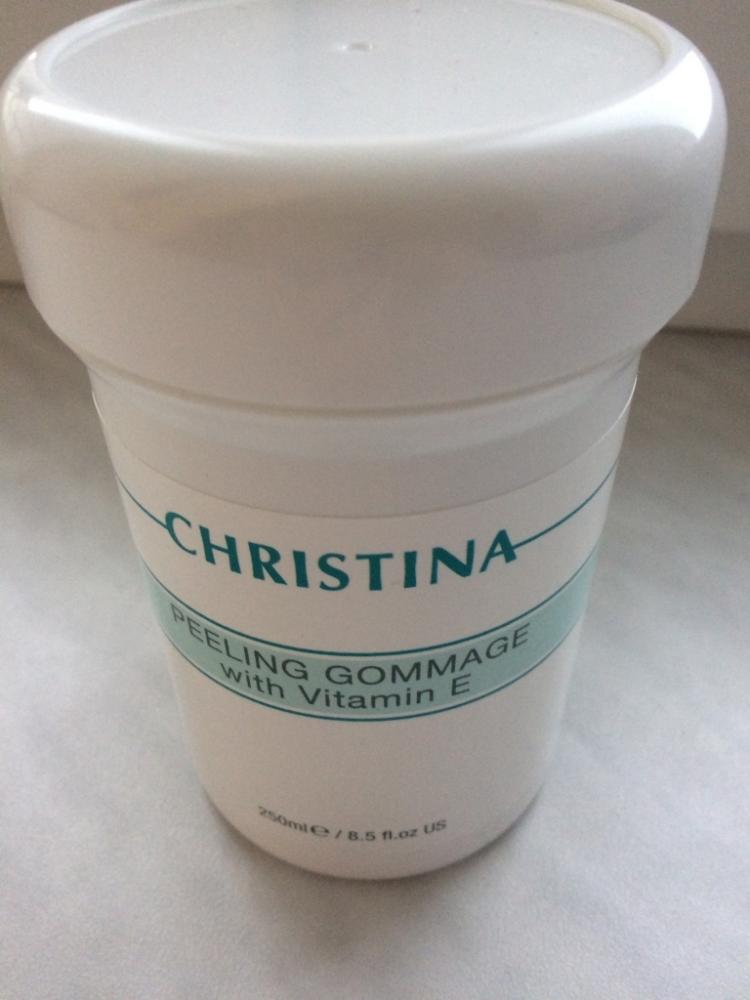 CHRISTINA
PEELING GOMMAGE
with Vitamin E
250ml ℮ / 8.5 fl.oz US